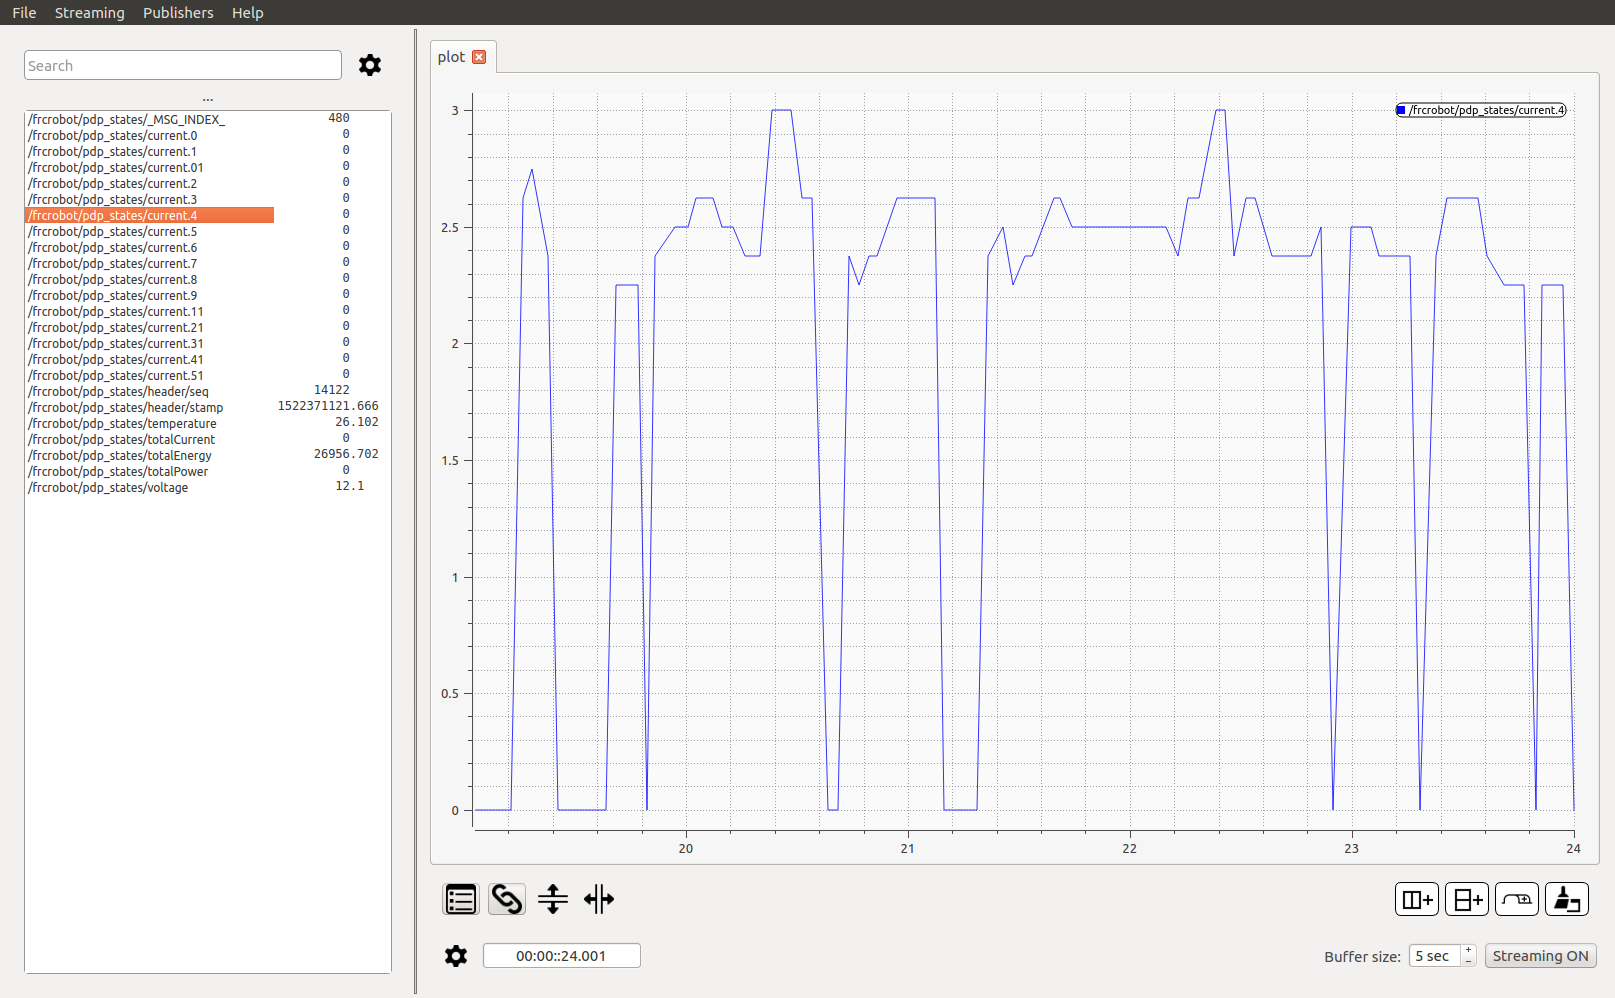 File Streaming Publishers Help
Search
...
/frcrobot/pdp_states/_MSG_INDEX_ 480
/frcrobot/pdp_states/current.0 0
/frcrobot/pdp_states/current.1 0
/frcrobot/pdp_states/current.01 0
/frcrobot/pdp_states/current.2 0
/frcrobot/pdp_states/current.3 0
/frcrobot/pdp_states/current.4 0
/frcrobot/pdp_states/current.5 0
/frcrobot/pdp_states/current.6 0
/frcrobot/pdp_states/current.7 0
/frcrobot/pdp_states/current.8 0
/frcrobot/pdp_states/current.9 0
/frcrobot/pdp_states/current.11 0
/frcrobot/pdp_states/current.21 0
/frcrobot/pdp_states/current.31 0
/frcrobot/pdp_states/current.41 0
/frcrobot/pdp_states/current.51 0
/frcrobot/pdp_states/header/seq 14122
/frcrobot/pdp_states/header/stamp 1522371121.666
/frcrobot/pdp_states/temperature 26.102
/frcrobot/pdp_states/totalCurrent 0
/frcrobot/pdp_states/totalEnergy 26956.702
/frcrobot/pdp_states/totalPower 0
/frcrobot/pdp_states/voltage 12.1
plot
/frcrobot/pdp_states/current.4
3
2.5
2
1.5
1
0.5
0
20 21 22 23 24
00:00::24.001
Buffer size: 5 sec Streaming ON